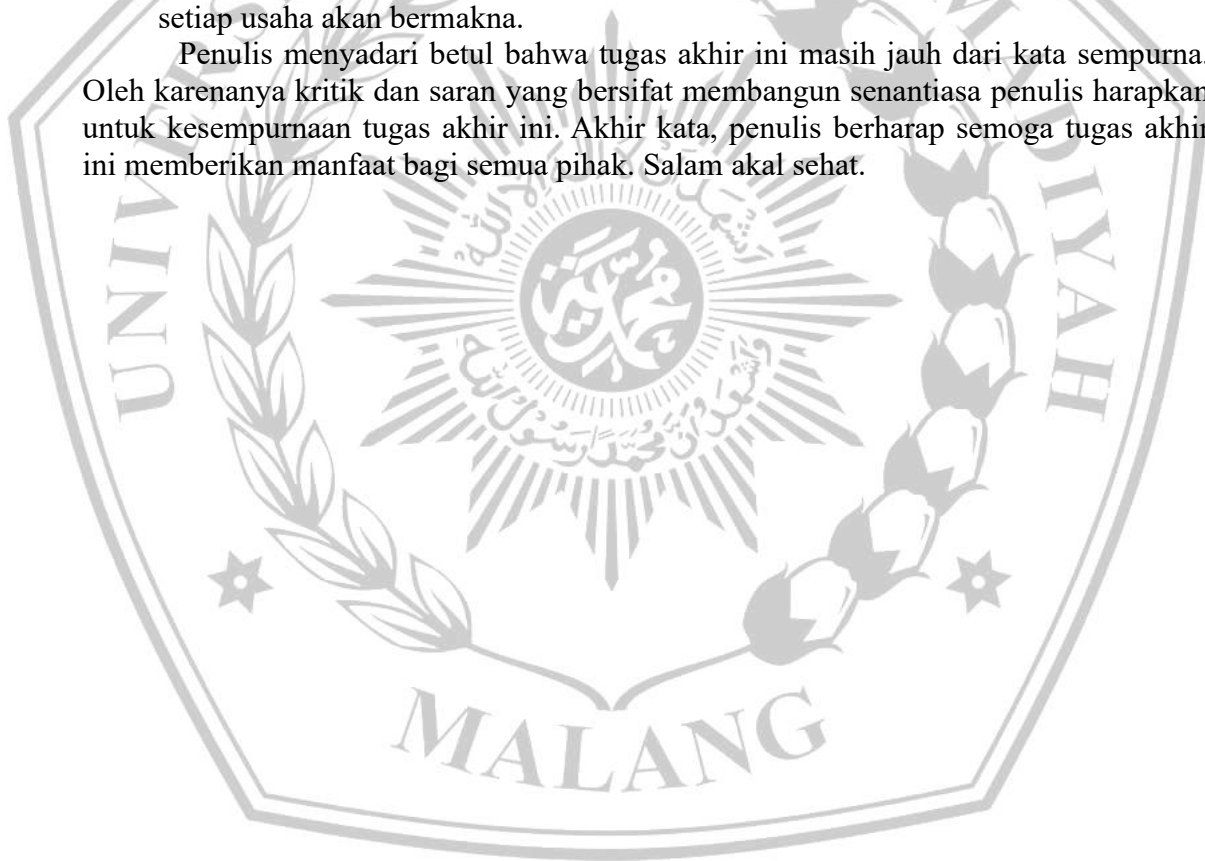 setiap usaha akan bermakna.
Penulis menyadari betul bahwa tugas akhir ini masih jauh dari kata sempurna.
Oleh karenanya kritik dan saran yang bersifat membangun senantiasa penulis harapkan
untuk kesempurnaan tugas akhir ini. Akhir kata, penulis berharap semoga tugas akhir
ini memberikan manfaat bagi semua pihak. Salam akal sehat.
MALANG